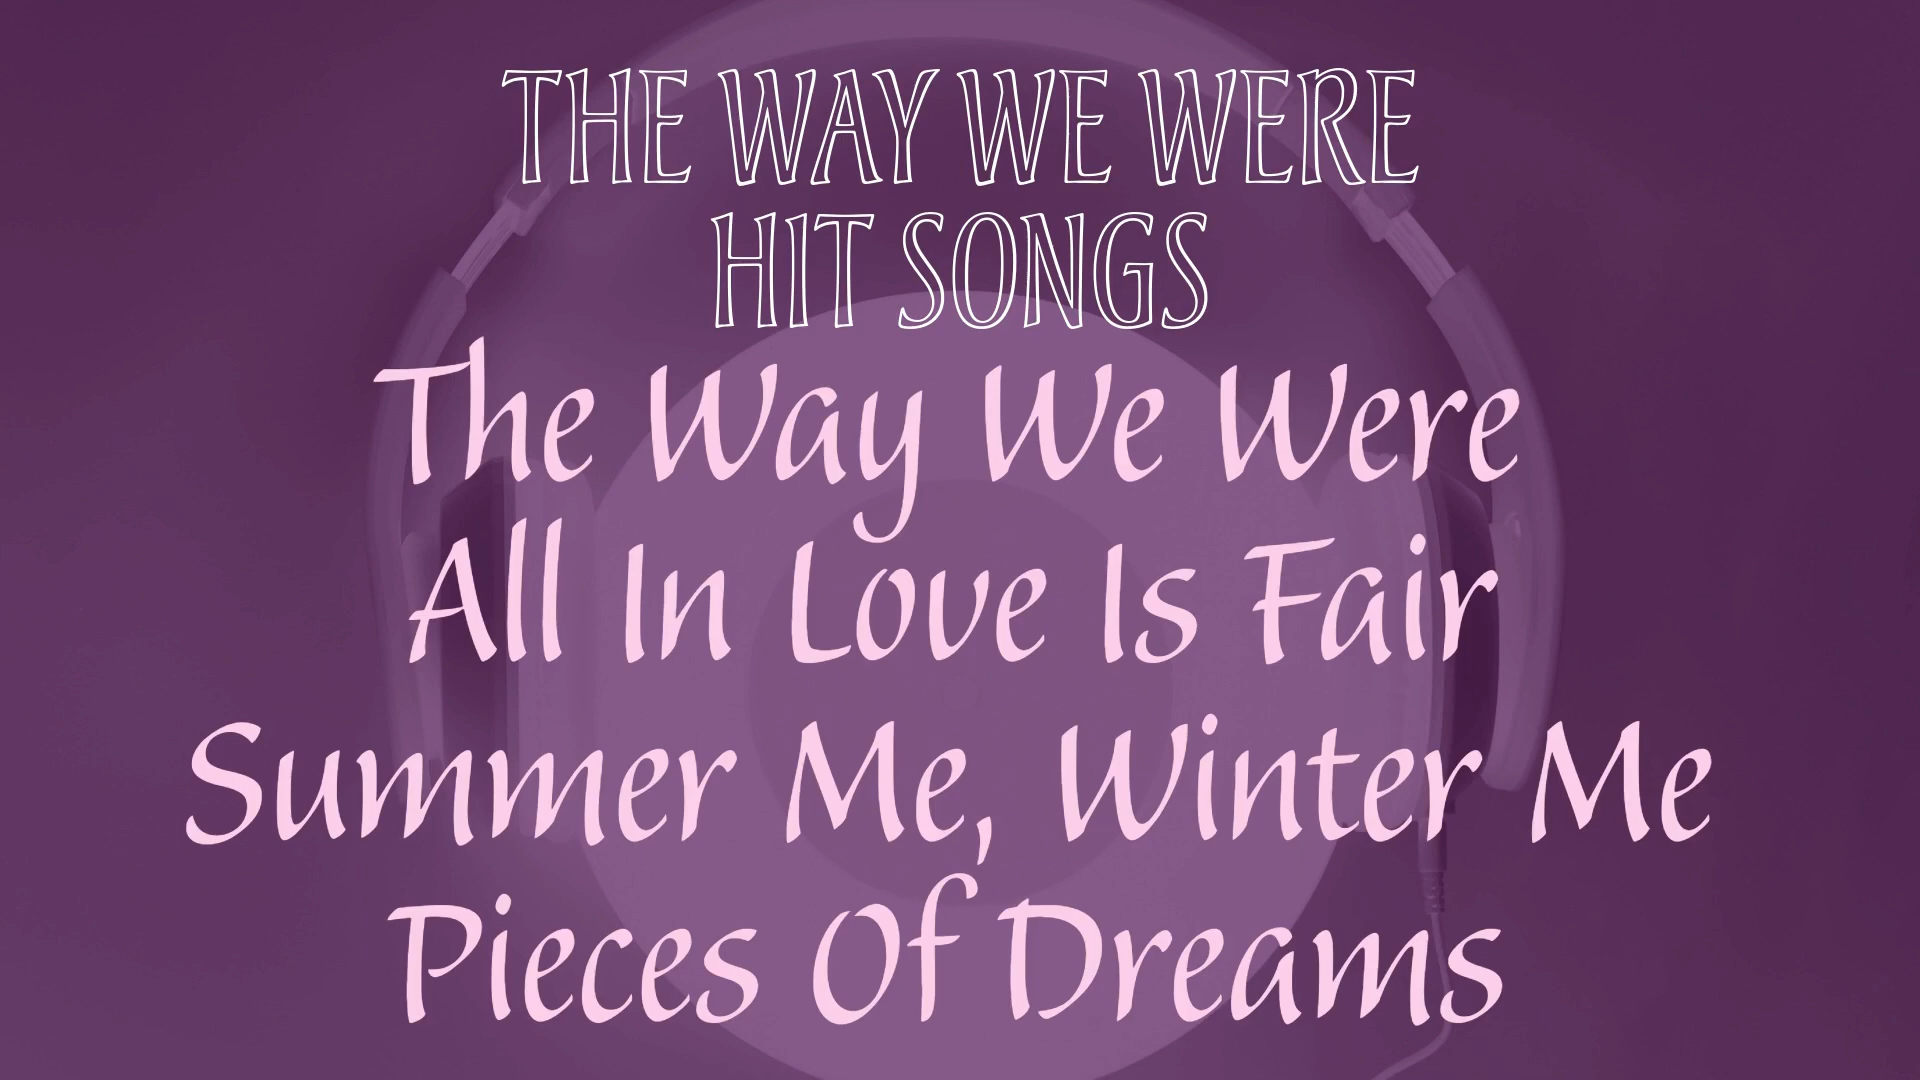 THE WAY WE WERE
HIT SONGS
The Way We Were
All In Love Is Fair
Summer Me, Winter Me
Pieces Of Dreams